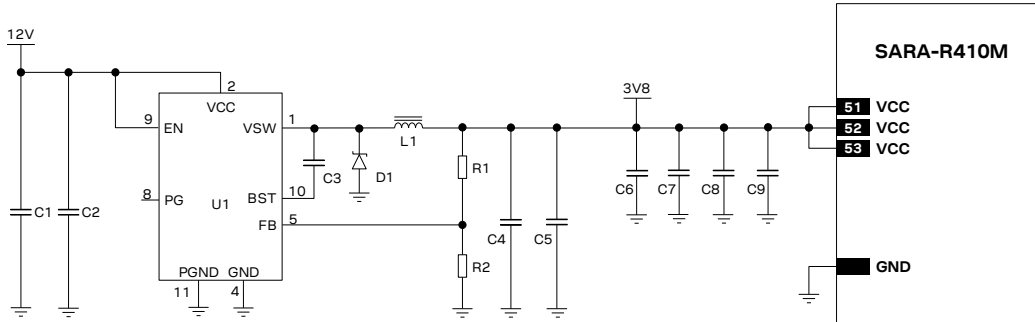 12V
SARA-R410M
2
VCC
3V8
51 VCC
9 EN
VSW 1
52 VCC
L1
53 VCC
C3
D1
R1
C6
C7
C8
C9
8 PG
U1
BST 10
C1
C2
FB 5
C4
C5
R2
PGND GND
GND
11
4